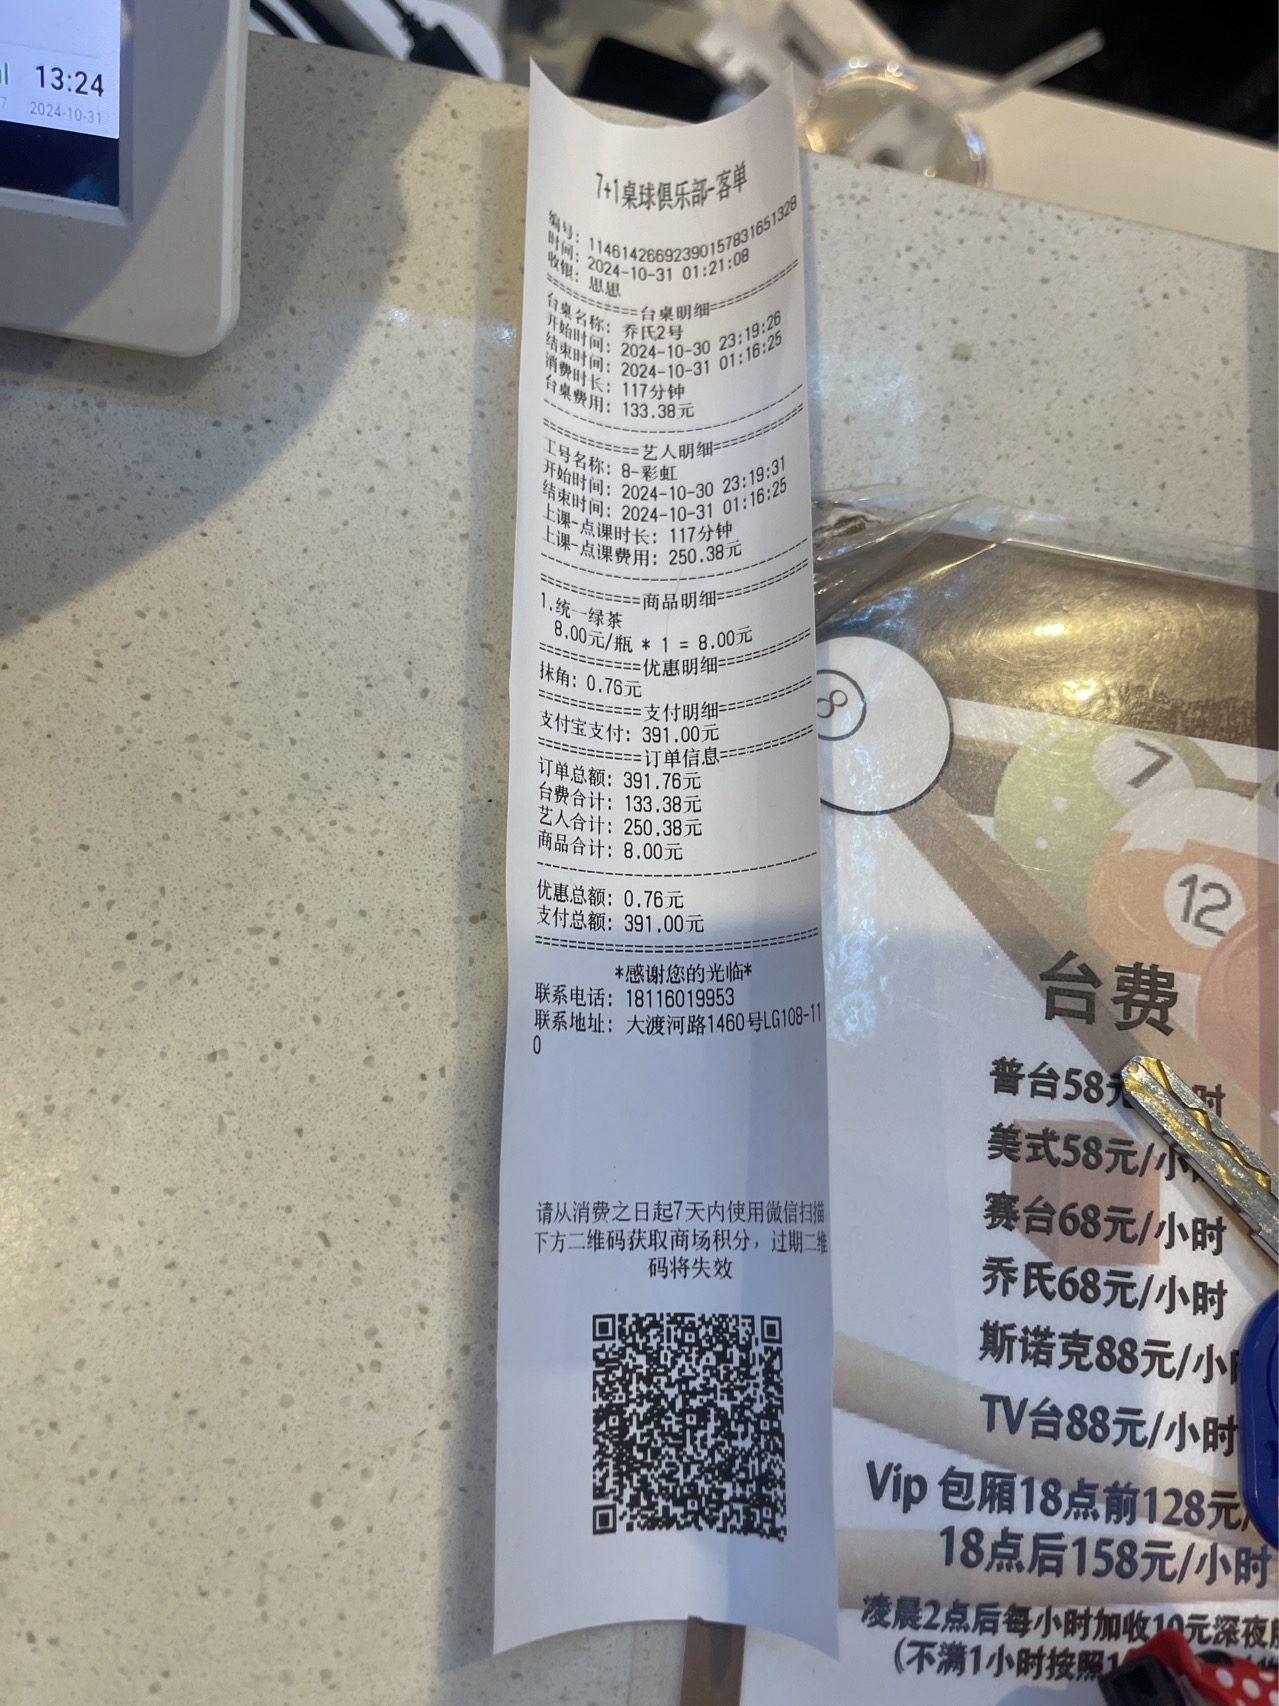 13:24
2024-10-31
7+1桌球俱乐部-客单
编号: 1146142669239015783165​1328
时间: 2024-10-31 01:21:08
收银: 思思
===========台桌明细===========
台桌名称: 乔氏2号
开始时间: 2024-10-30 23:19:26
结束时间: 2024-10-31 01:16:25
消费时长: 117分钟
台桌费用: 133.38元
===========艺人明细===========
工号名称: 8-彩虹
开始时间: 2024-10-30 23:19:31
结束时间: 2024-10-31 01:16:25
上课-点课时长: 117分钟
上课-点课费用: 250.38元
===========商品明细===========
1.统一绿茶
8.00元/瓶 * 1 = 8.00元
===========优惠明细===========
抹角: 0.76元
===========支付明细===========
支付宝支付: 391.00元
===========订单信息===========
订单总额: 391.76元
台费合计: 133.38元
艺人合计: 250.38元
商品合计: 8.00元
优惠总额: 0.76元
支付总额: 391.00元
*感谢您的光临*
联系电话: 18116019953
联系地址: 大渡河路1460号LG108-11
0
请从消费之日起7天内使用微信扫描
下方二维码获取商场积分，过期二维
码将失效
8
7
12
台费
普台58元 时
美式58元/小
赛台68元/小时
乔氏68元/小时
斯诺克88元/小时
TV台88元/小时
Vip 包厢18点前128元/
18点后158元/小时
凌晨2点后每小时加收10元深夜
(不满1小时按照1